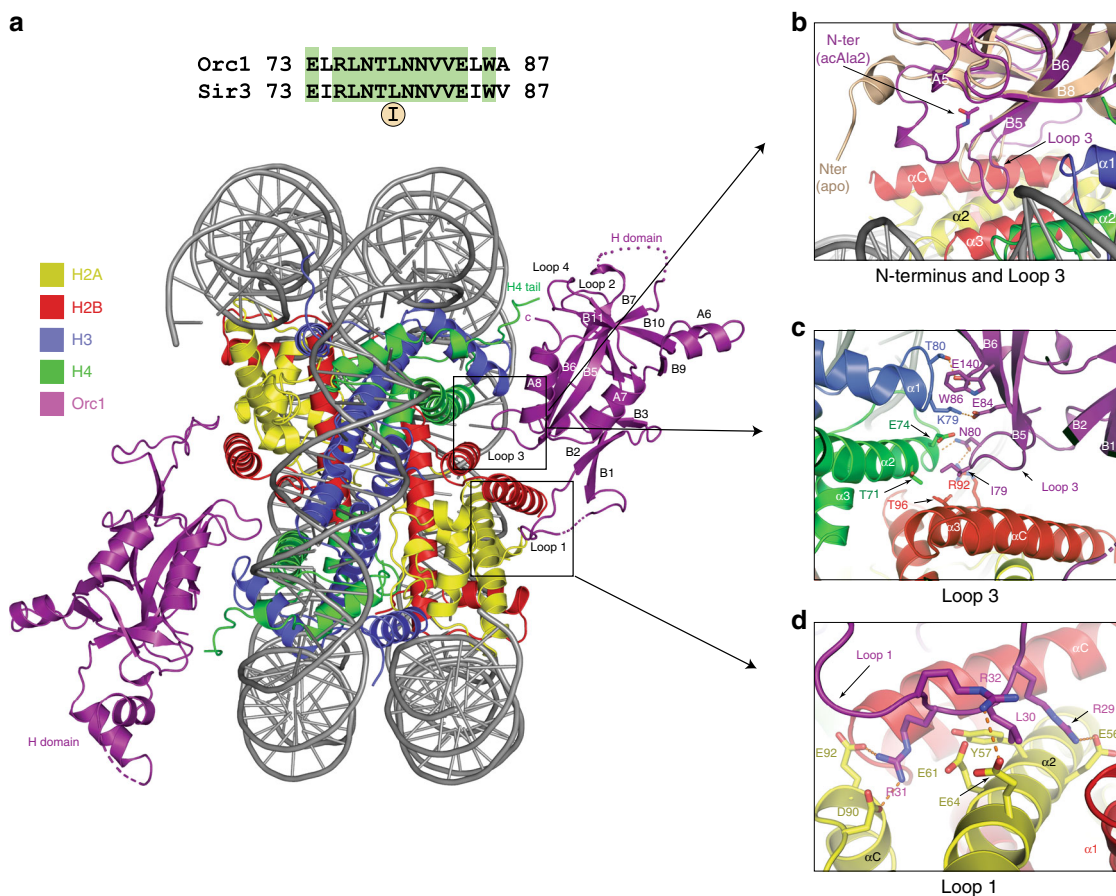 a
Orc1 73 ELRLNTLNNVVELWA 87
Sir3 73 EIRLNTLNNVVEIWV 87
I
H2A
H2B
H3
H4
Orc1
H domain
Loop 4
Loop 2
H4 tail
B7
A6
c
B11
B10
B6
B5
B9
A8
A7
B3
Loop 3
B2
B1
Loop 1
H domain
b
N-ter
(acAla2)
B6
A5
B8
B5
Loop 3
Nter
(apo)
αC
α1
α2
α2
α3
N-terminus and Loop 3
c
T80
B6
E140
α1
W86
E84
K79
E74
N80
B5
B2
B1
α2
R92
I79
Loop 3
α3
T71
T96
α3
αC
Loop 3
d
Loop 1
αC
R32
R29
L30
E92
Y57
E56
E61
α2
R31
E64
D90
αC
α1
Loop 1